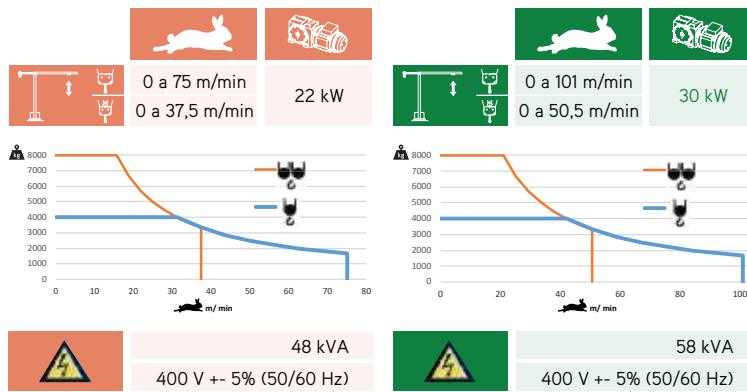 0 a 75 m/min
0 a 37,5 m/min
22 kW
0 a 101 m/min
0 a 50,5 m/min
30 kW
kg
8000
7000
6000
5000
4000
3000
2000
1000
0
0 10 20 30 40 50 60 70 80
m/ min
kg
8000
7000
6000
5000
4000
3000
2000
1000
0
0 20 40 60 80 100
m/ min
48 kVA
400 V +- 5% (50/60 Hz)
58 kVA
400 V +- 5% (50/60 Hz)